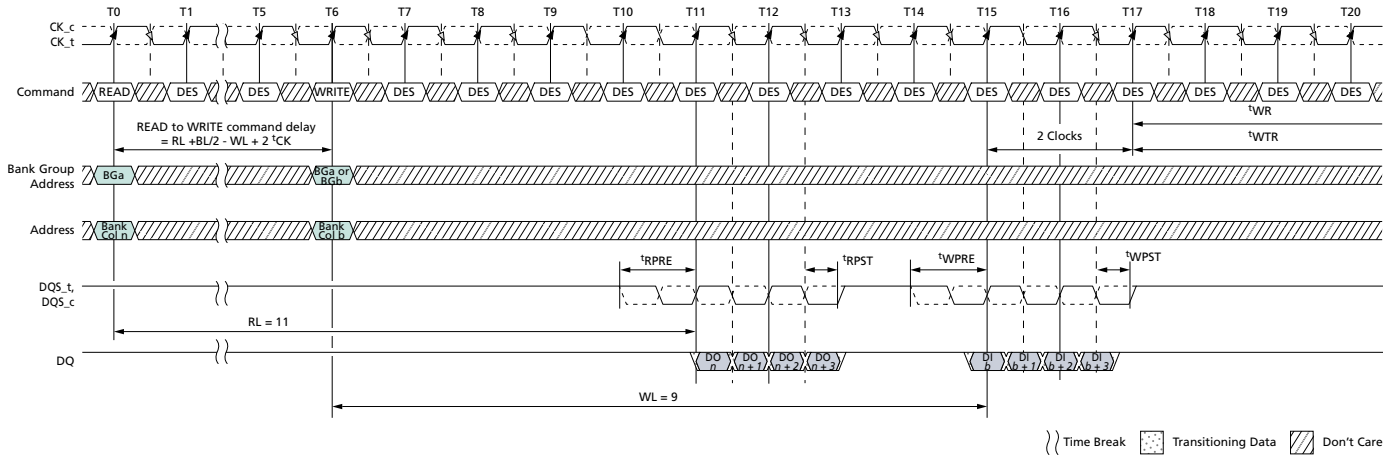 T0 T1 T5 T6 T7 T8 T9 T10 T11 T12 T13 T14 T15 T16 T17 T18 T19 T20
CK_c
CK_t
Command READ DES DES WRITE DES DES DES DES DES DES DES DES DES DES DES DES DES DES
tWR
READ to WRITE command delay
= RL +BL/2 - WL + 2 tCK
2 Clocks
tWTR
Bank Group
Address
BGa
BGa or
BGb
Address
Bank
Col n
Bank
Col b
tRPRE tRPST tWPRE tWPST
DQS_t,
DQS_c
RL = 11
DQ
DO
n
DO
n + 1
DO
n + 2
DO
n + 3
DI
b
DI
b + 1
DI
b + 2
DI
b + 3
WL = 9
Time Break Transitioning Data Don't Care